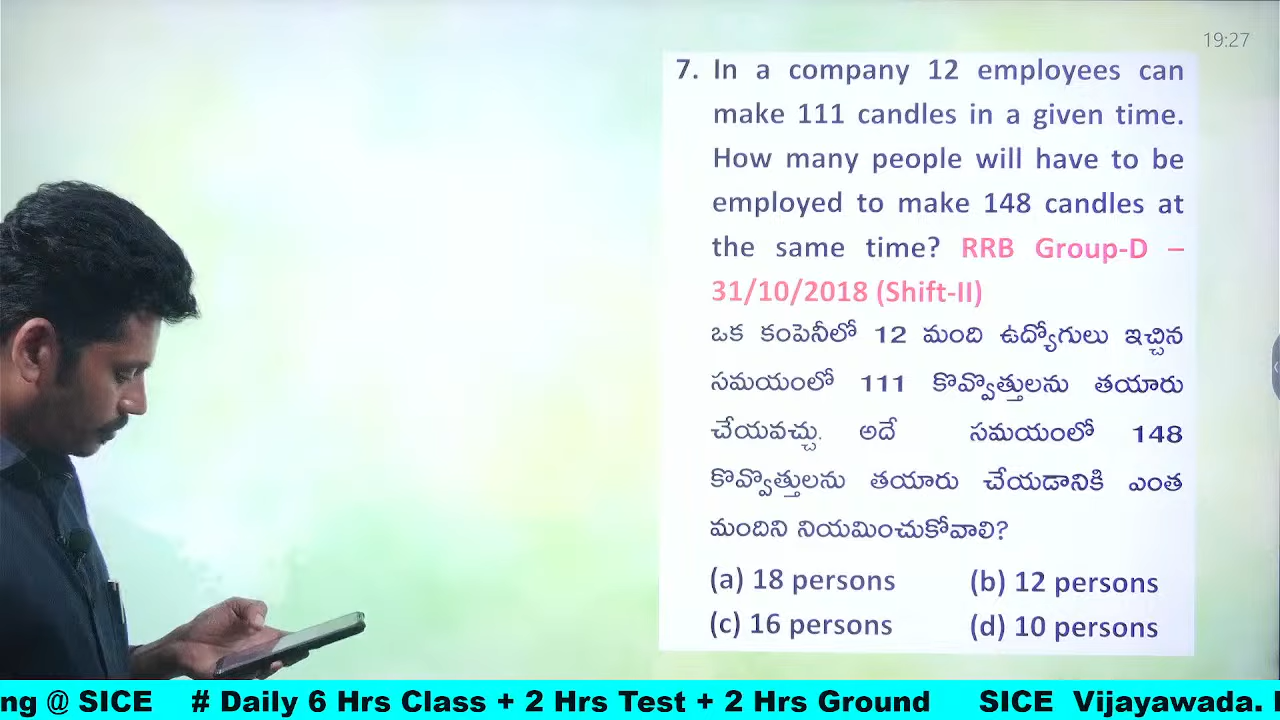 19:27
7. In a company 12 employees can
make 111 candles in a given time.
How many people will have to be
employed to make 148 candles at
the same time? RRB Group-D –
31/10/2018 (Shift-II)
ఒక కంపెనీలో 12 మంది ఉద్యోగులు ఇచ్చిన
సమయంలో 111 కొవ్వొత్తులను తయారు
చేయవచ్చు. అదే సమయంలో 148
కొవ్వొత్తులను తయారు చేయడానికి ఎంత
మందిని నియమించుకోవాలి?
(a) 18 persons (b) 12 persons
(c) 16 persons (d) 10 persons
ng @ SICE # Daily 6 Hrs Class + 2 Hrs Test + 2 Hrs Ground SICE Vijayawada.